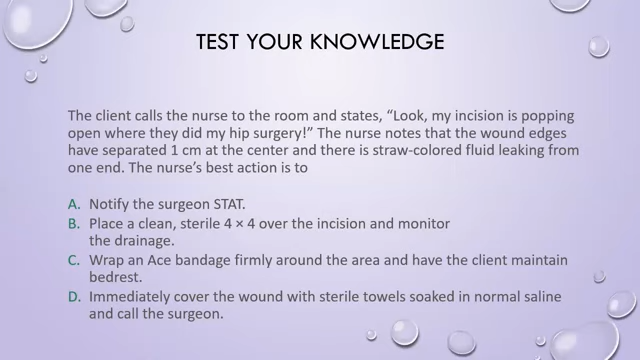 TEST YOUR KNOWLEDGE
The client calls the nurse to the room and states, “Look, my incision is popping
open where they did my hip surgery!” The nurse notes that the wound edges
have separated 1 cm at the center and there is straw-colored fluid leaking from
one end. The nurse’s best action is to
A. Notify the surgeon STAT.
B. Place a clean, sterile 4 × 4 over the incision and monitor
the drainage.
C. Wrap an Ace bandage firmly around the area and have the client maintain
bedrest.
D. Immediately cover the wound with sterile towels soaked in normal saline
and call the surgeon.